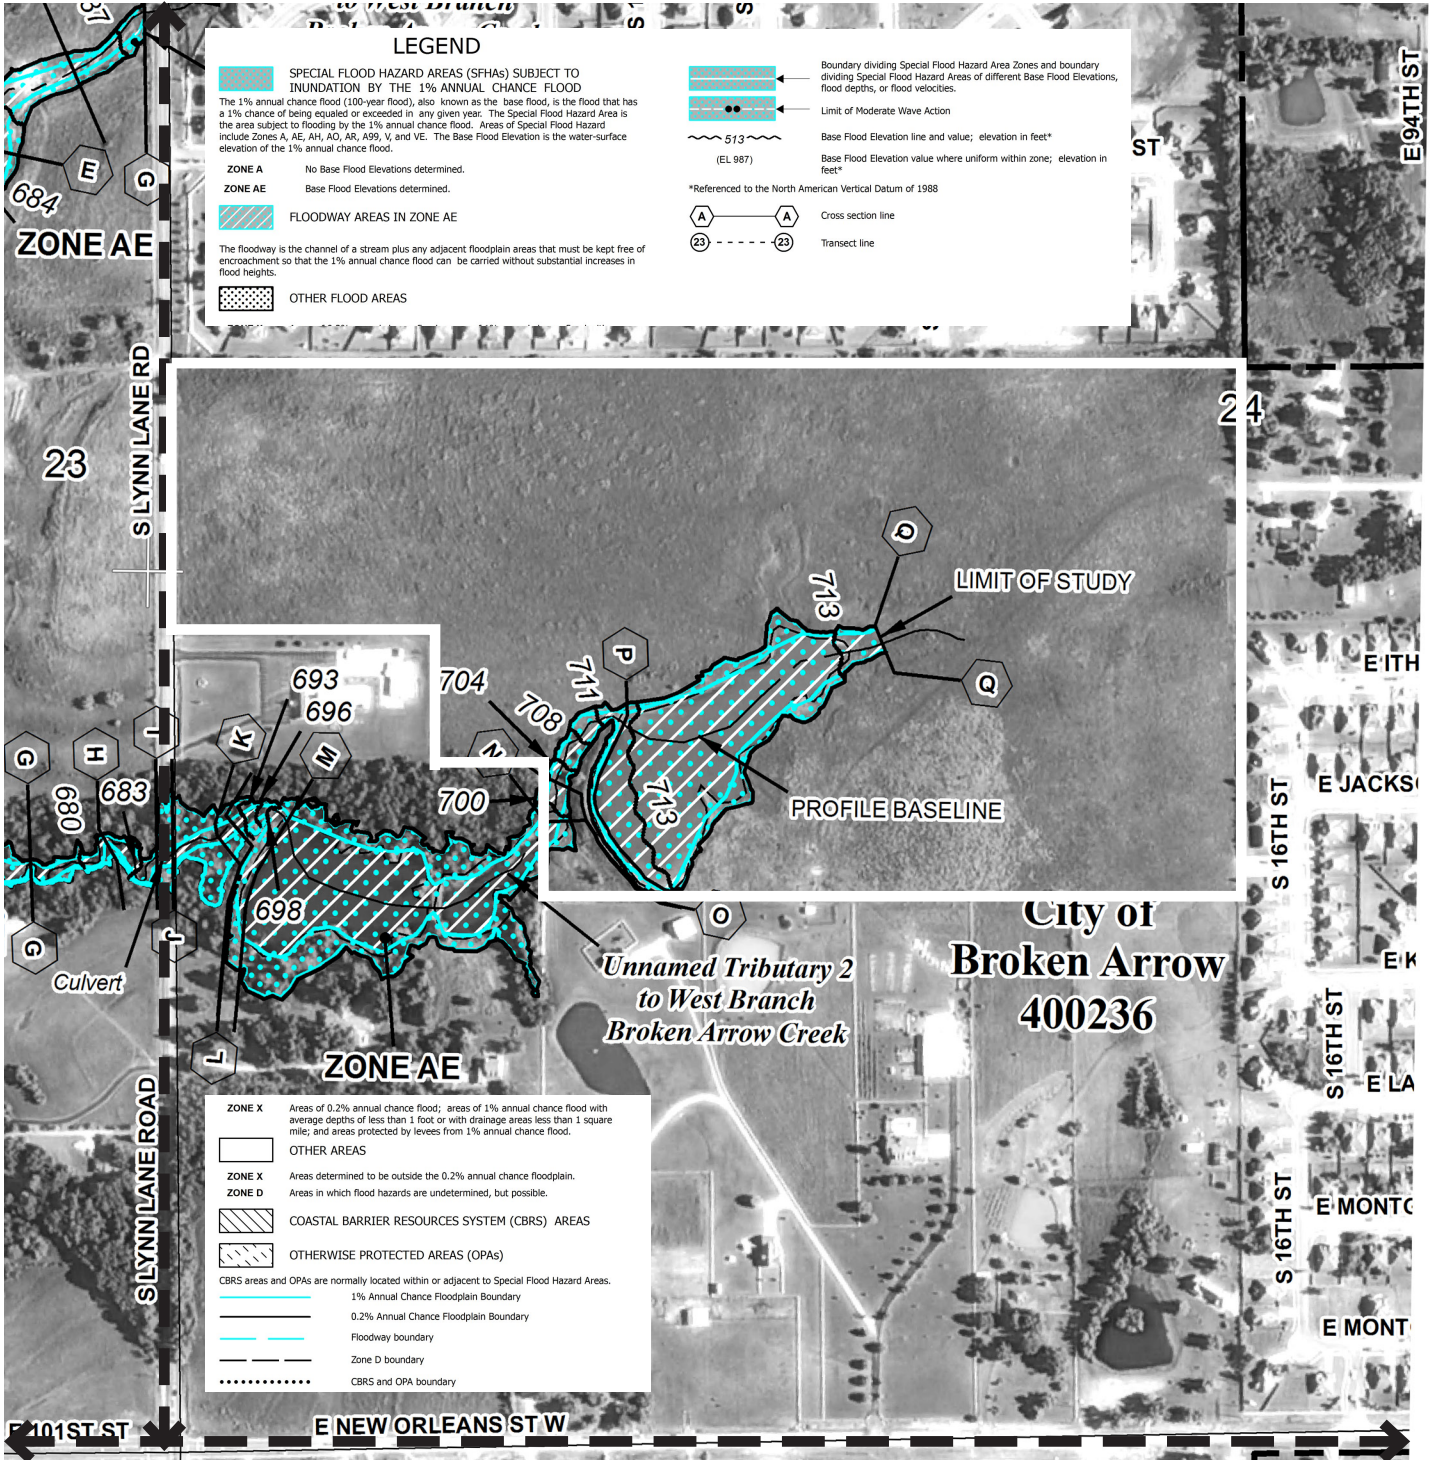 to West Branch
LEGEND
SPECIAL FLOOD HAZARD AREAS (SFHAs) SUBJECT TO
INUNDATION BY THE 1% ANNUAL CHANCE FLOOD
The 1% annual chance flood (100-year flood), also known as the base flood, is the flood that has
a 1% chance of being equaled or exceeded in any given year. The Special Flood Hazard Area is
the area subject to flooding by the 1% annual chance flood. Areas of Special Flood Hazard
include Zones A, AE, AH, AO, AR, A99, V, and VE. The Base Flood Elevation is the water-surface
elevation of the 1% annual chance flood.
ZONE A No Base Flood Elevations determined.
ZONE AE Base Flood Elevations determined.
FLOODWAY AREAS IN ZONE AE
The floodway is the channel of a stream plus any adjacent floodplain areas that must be kept free of
encroachment so that the 1% annual chance flood can be carried without substantial increases in
flood heights.
OTHER FLOOD AREAS
Boundary dividing Special Flood Hazard Area Zones and boundary
dividing Special Flood Hazard Areas of different Base Flood Elevations,
flood depths, or flood velocities.
Limit of Moderate Wave Action
513 Base Flood Elevation line and value; elevation in feet*
(EL 987) Base Flood Elevation value where uniform within zone; elevation in
feet*
*Referenced to the North American Vertical Datum of 1988
A A Cross section line
23 23 Transect line
ST
E 94TH ST
E
G
684
ZONE AE
S LYNN LANE RD
23
24
Q
LIMIT OF STUDY
713
P
711
Q
704
708
693
696
K
M
N
I
G
H
680
683
700
713
PROFILE BASELINE
698
O
G
J
Culvert
L
ZONE AE
Unnamed Tributary 2
to West Branch
Broken Arrow Creek
City of
Broken Arrow
400236
E ITH
E JACKS
S 16TH ST
E K
S 16TH ST
E LA
S 16TH ST
E MONTG
E MONT
S LYNN LANE ROAD
ZONE X Areas of 0.2% annual chance flood; areas of 1% annual chance flood with
average depths of less than 1 foot or with drainage areas less than 1 square
mile; and areas protected by levees from 1% annual chance flood.
OTHER AREAS
ZONE X Areas determined to be outside the 0.2% annual chance floodplain.
ZONE D Areas in which flood hazards are undetermined, but possible.
COASTAL BARRIER RESOURCES SYSTEM (CBRS) AREAS
OTHERWISE PROTECTED AREAS (OPAs)
CBRS areas and OPAs are normally located within or adjacent to Special Flood Hazard Areas.
1% Annual Chance Floodplain Boundary
0.2% Annual Chance Floodplain Boundary
Floodway boundary
Zone D boundary
CBRS and OPA boundary
E 101ST ST
E NEW ORLEANS ST W